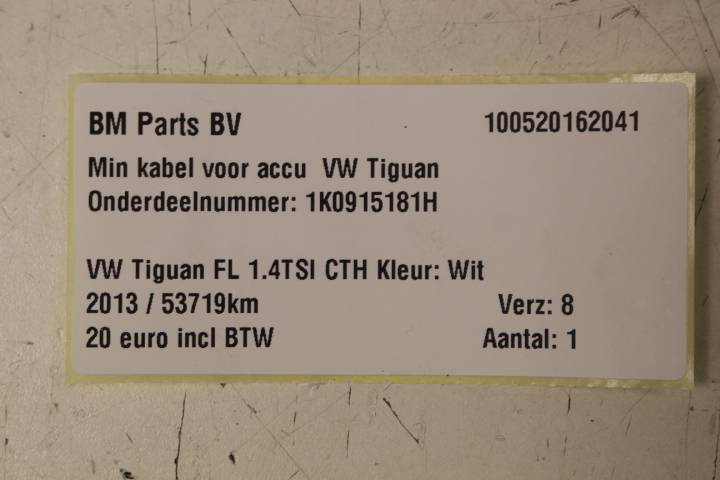 BM Parts BV 100520162041
Min kabel voor accu VW Tiguan
Onderdeelnummer: 1K0915181H
VW Tiguan FL 1.4TSI CTH Kleur: Wit
2013 / 53719km Verz: 8
20 euro incl BTW Aantal: 1